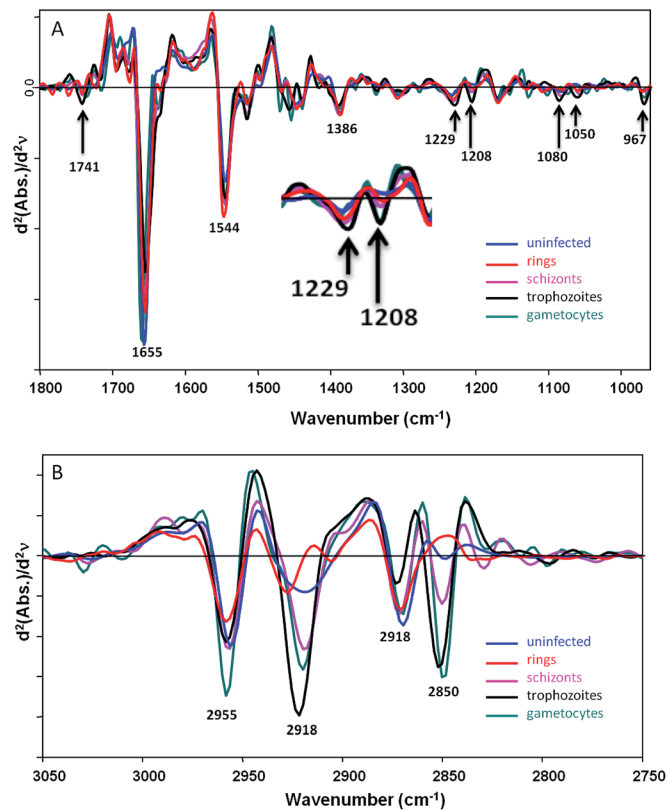 A
0.0
d²(Abs.)/d²ν
1741
1655
1544
1386
1229
1208
1080
1050
967
1229
1208
uninfected
rings
schizonts
trophozoites
gametocytes
1800 1700 1600 1500 1400 1300 1200 1100 1000
Wavenumber (cm⁻¹)
B
d²(Abs.)/d²ν
2955
2918
2918
2850
uninfected
rings
schizonts
trophozoites
gametocytes
3050 3000 2950 2900 2850 2800 2750
Wavenumber (cm⁻¹)